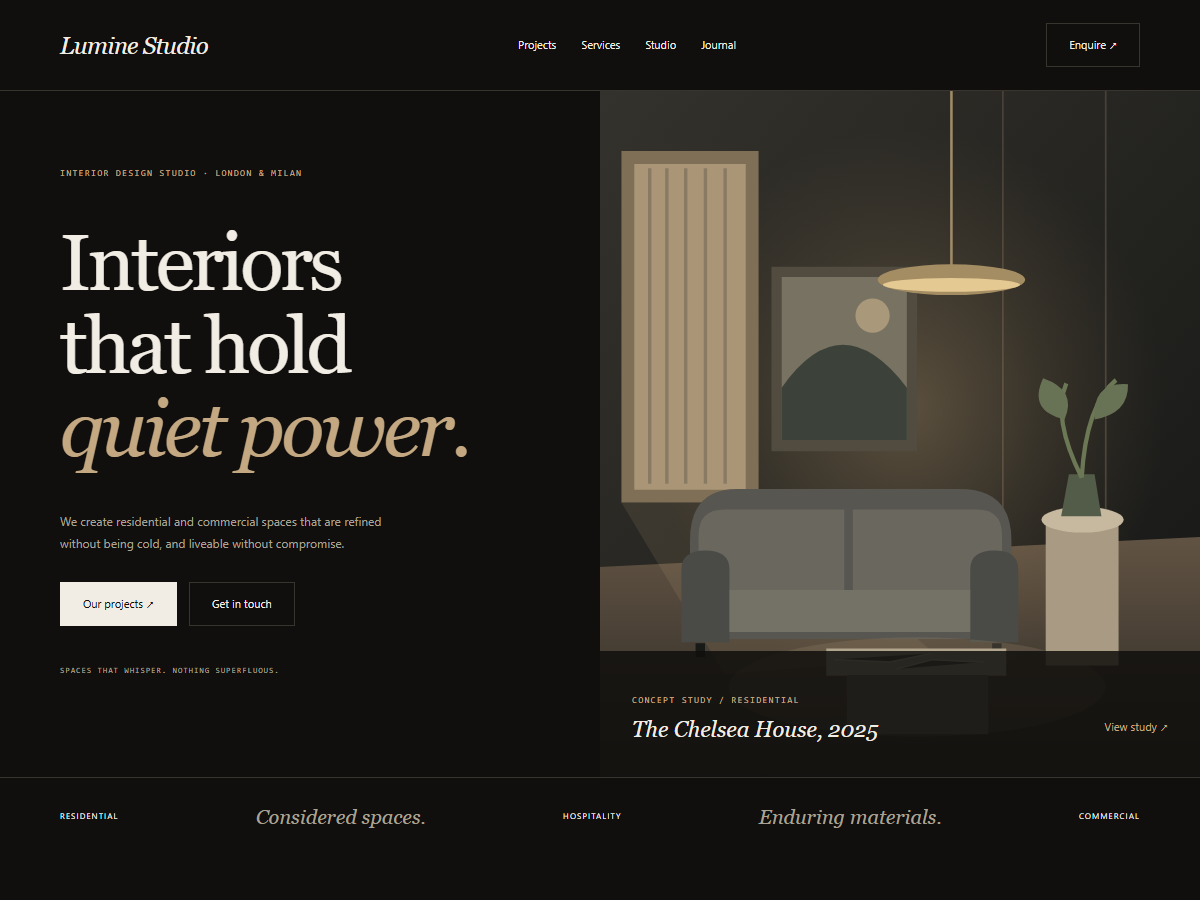 Lumine Studio
Projects
Services
Studio
Journal
Enquire ↗
INTERIOR DESIGN STUDIO · LONDON & MILAN
Interiors
that hold
quiet power.
We create residential and commercial spaces that are refined
without being cold, and liveable without compromise.
Our projects ↗
Get in touch
SPACES THAT WHISPER. NOTHING SUPERFLUOUS.
CONCEPT STUDY / RESIDENTIAL
The Chelsea House, 2025
View study ↗
RESIDENTIAL
Considered spaces.
HOSPITALITY
Enduring materials.
COMMERCIAL